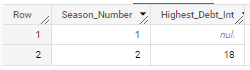 Row Season_Number Highest_Debt_Int
1 1 null
2 2 18